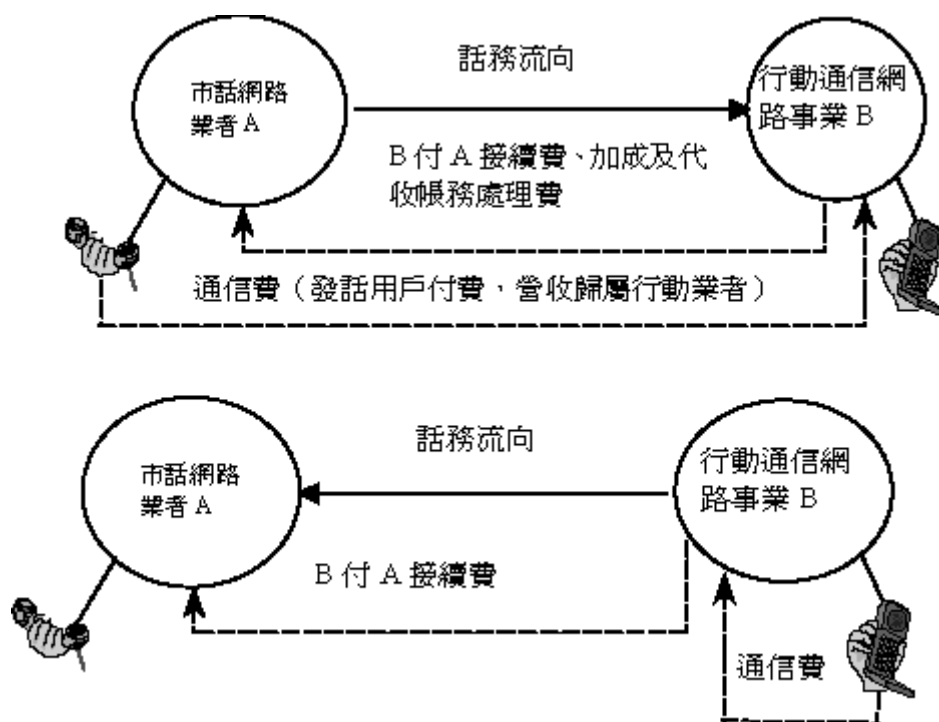 話務流向
市話網路
業者 A
行動通信網
路事業 B
B 付 A 接續費、加成及代
收帳務處理費
通信費（發話用戶付費，營收歸屬行動業者）
話務流向
市話網路
業者 A
行動通信網
路事業 B
B 付 A 接續費
通信費